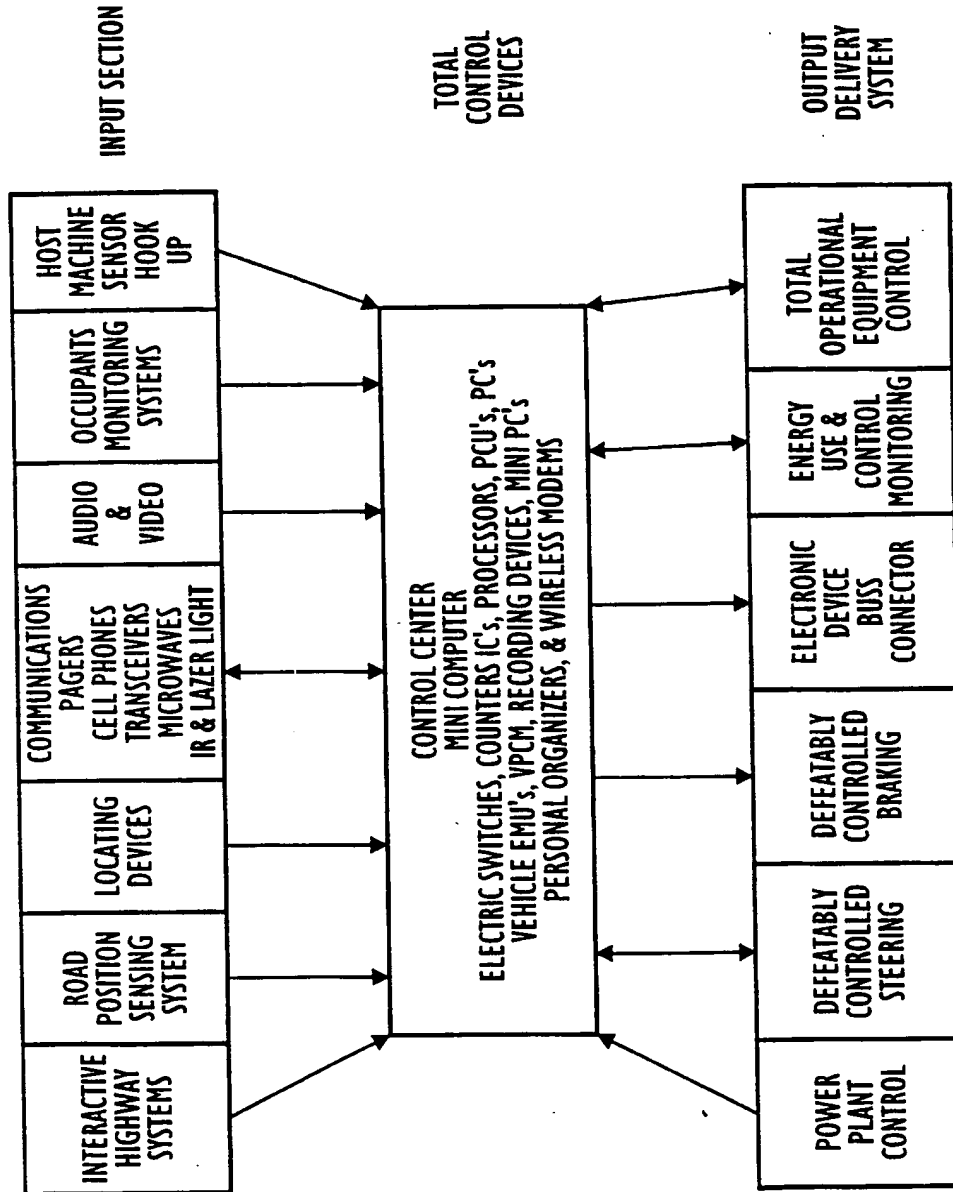 INPUT SECTION
INTERACTIVE
HIGHWAY
SYSTEMS
ROAD
POSITION
SENSING
SYSTEM
LOCATING
DEVICES
COMMUNICATIONS
PAGERS
CELL PHONES
TRANSCEIVERS
MICROWAVES
IR & LAZER LIGHT
AUDIO
&
VIDEO
OCCUPANTS
MONITORING
SYSTEMS
HOST
MACHINE
SENSOR
HOOK
UP
TOTAL
CONTROL
DEVICES
CONTROL CENTER
MINI COMPUTER
ELECTRIC SWITCHES, COUNTERS IC's, PROCESSORS, PCU's, PC's
VEHICLE EMU's, VPCM, RECORDING DEVICES, MINI PC's
PERSONAL ORGANIZERS, & WIRELESS MODEMS
OUTPUT
DELIVERY
SYSTEM
POWER
PLANT
CONTROL
DEFEATABLY
CONTROLLED
STEERING
DEFEATABLY
CONTROLLED
BRAKING
ELECTRONIC
DEVICE
BUSS
CONNECTOR
ENERGY
USE &
CONTROL
MONITORING
TOTAL
OPERATIONAL
EQUIPMENT
CONTROL